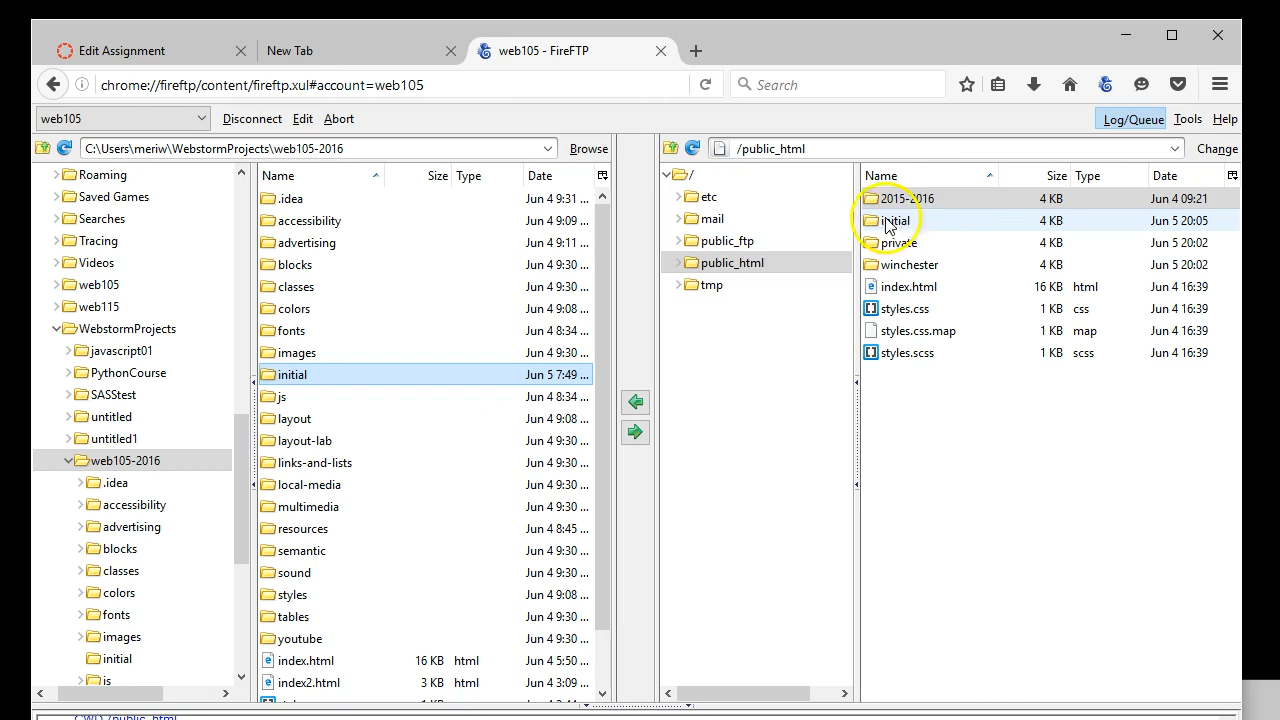 Edit Assignment New Tab web105 - FireFTP
chrome://fireftp/content/fireftp.xul#account=web105 Search
web105 Disconnect Edit Abort Log/Queue Tools Help
C:\Users\meriw\WebstormProjects\web105-2016 Browse /public_html Change
Roaming
Saved Games
Searches
Tracing
Videos
web105
web115
WebstormProjects
javascript01
PythonCourse
SASStest
untitled
untitled1
web105-2016
.idea
accessibility
advertising
blocks
classes
colors
fonts
images
initial
js
Name Size Type Date
.idea Jun 4 9:31 ...
accessibility Jun 4 9:09 ...
advertising Jun 4 9:11 ...
blocks Jun 4 9:30 ...
classes Jun 4 9:30 ...
colors Jun 4 9:08 ...
fonts Jun 4 8:34 ...
images Jun 4 9:30 ...
initial Jun 5 7:49 ...
js Jun 4 8:34 ...
layout Jun 4 9:08 ...
layout-lab Jun 4 9:30 ...
links-and-lists Jun 4 9:30 ...
local-media Jun 4 9:30 ...
multimedia Jun 4 9:30 ...
resources Jun 4 8:45 ...
semantic Jun 4 9:30 ...
sound Jun 4 9:30 ...
styles Jun 4 9:08 ...
tables Jun 4 9:30 ...
youtube Jun 4 9:30 ...
index.html 16 KB html Jun 4 5:50 ...
index2.html 3 KB html Jun 4 3:09 ...
/
etc
mail
public_ftp
public_html
tmp
Name Size Type Date
2015-2016 4 KB Jun 4 09:21
initial 4 KB Jun 5 20:05
private 4 KB Jun 5 20:02
winchester 4 KB Jun 5 20:02
index.html 16 KB html Jun 4 16:39
styles.css 1 KB css Jun 4 16:39
styles.css.map 1 KB map Jun 4 16:39
styles.scss 1 KB scss Jun 4 16:39
CWD /public_html